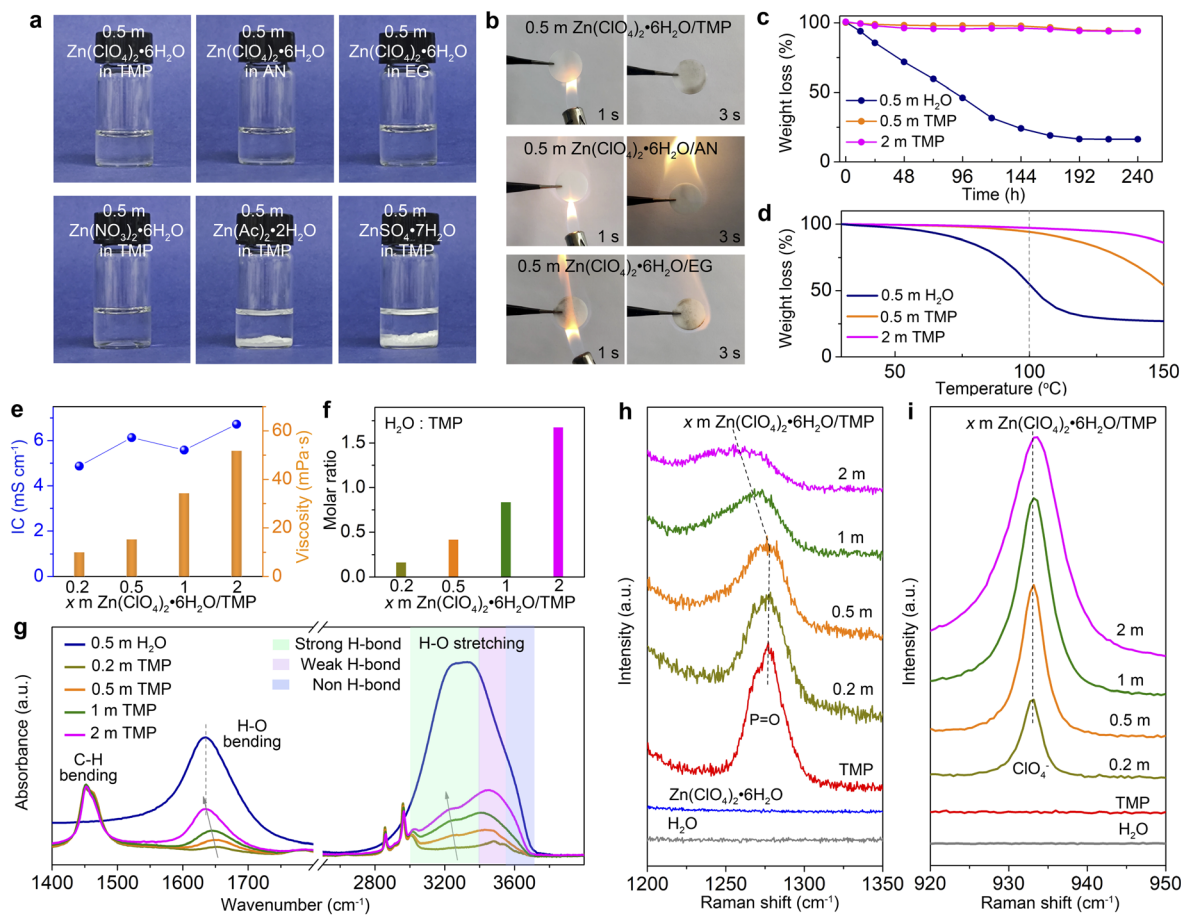 a
0.5 m
Zn(ClO₄)₂•6H₂O
in TMP
0.5 m
Zn(ClO₄)₂•6H₂O
in AN
0.5 m
Zn(ClO₄)₂•6H₂O
in EG
0.5 m
Zn(NO₃)₂•6H₂O
in TMP
0.5 m
Zn(Ac)₂•2H₂O
in TMP
0.5 m
ZnSO₄•7H₂O
in TMP
b
0.5 m Zn(ClO₄)₂•6H₂O/TMP
1 s
3 s
0.5 m Zn(ClO₄)₂•6H₂O/AN
1 s
3 s
0.5 m Zn(ClO₄)₂•6H₂O/EG
1 s
3 s
c
Weight loss (%)
100
50
0
0.5 m H₂O
0.5 m TMP
2 m TMP
0 48 96 144 192 240
Time (h)
d
Weight loss (%)
100
50
0
0.5 m H₂O
0.5 m TMP
2 m TMP
50 100 150
Temperature (°C)
e
IC (mS cm⁻¹)
6
4
2
0
60
40
20
0
Viscosity (mPa·s)
0.2 0.5 1 2
x m Zn(ClO₄)₂•6H₂O/TMP
f
H₂O : TMP
Molar ratio
1.5
1.0
0.5
0.0
0.2 0.5 1 2
x m Zn(ClO₄)₂•6H₂O/TMP
g
Absorbance (a.u.)
0.5 m H₂O
0.2 m TMP
0.5 m TMP
1 m TMP
2 m TMP
C-H
bending
H-O
bending
Strong H-bond
Weak H-bond
Non H-bond
H-O stretching
1400 1500 1600 1700 2800 3200 3600
Wavenumber (cm⁻¹)
h
x m Zn(ClO₄)₂•6H₂O/TMP
Intensity (a.u.)
2 m
1 m
0.5 m
0.2 m
P=O
TMP
Zn(ClO₄)₂•6H₂O
H₂O
1200 1250 1300 1350
Raman shift (cm⁻¹)
i
x m Zn(ClO₄)₂•6H₂O/TMP
Intensity (a.u.)
2 m
1 m
0.5 m
0.2 m
ClO₄⁻
TMP
H₂O
920 930 940 950
Raman shift (cm⁻¹)